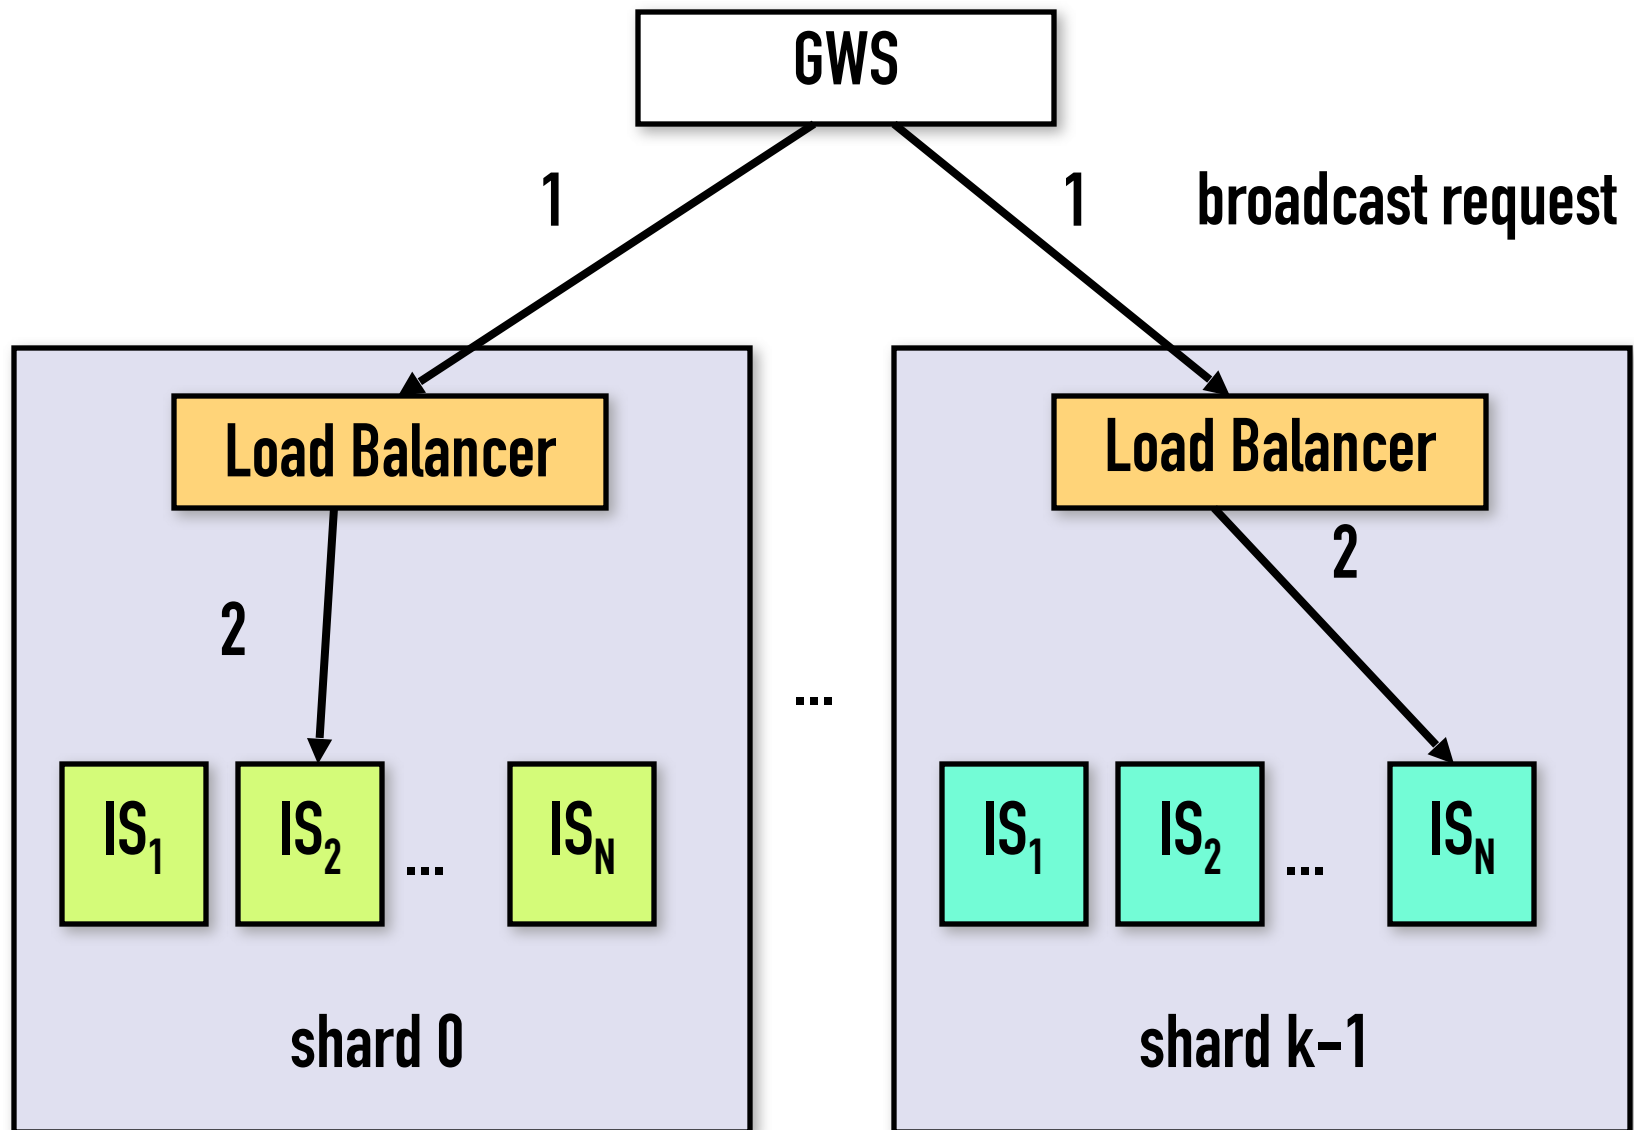 GWS
1 1 broadcast request
Load Balancer Load Balancer
2
2
...
IS1 IS2 ... ISN IS1 IS2 ... ISN
shard 0 shard k-1